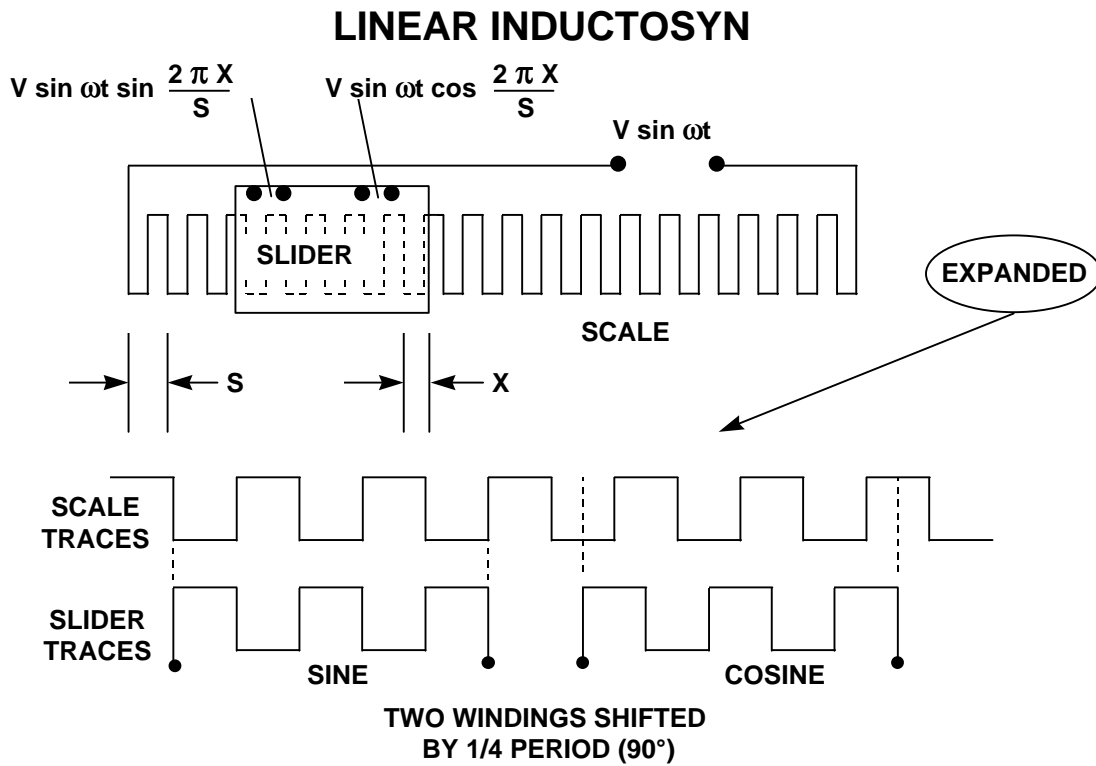 LINEAR INDUCTOSYN
V sin ωt sin 2 π X / S
V sin ωt cos 2 π X / S
V sin ωt
SLIDER
EXPANDED
SCALE
S
X
SCALE
TRACES
SLIDER
TRACES
SINE
COSINE
TWO WINDINGS SHIFTED
BY 1/4 PERIOD (90°)